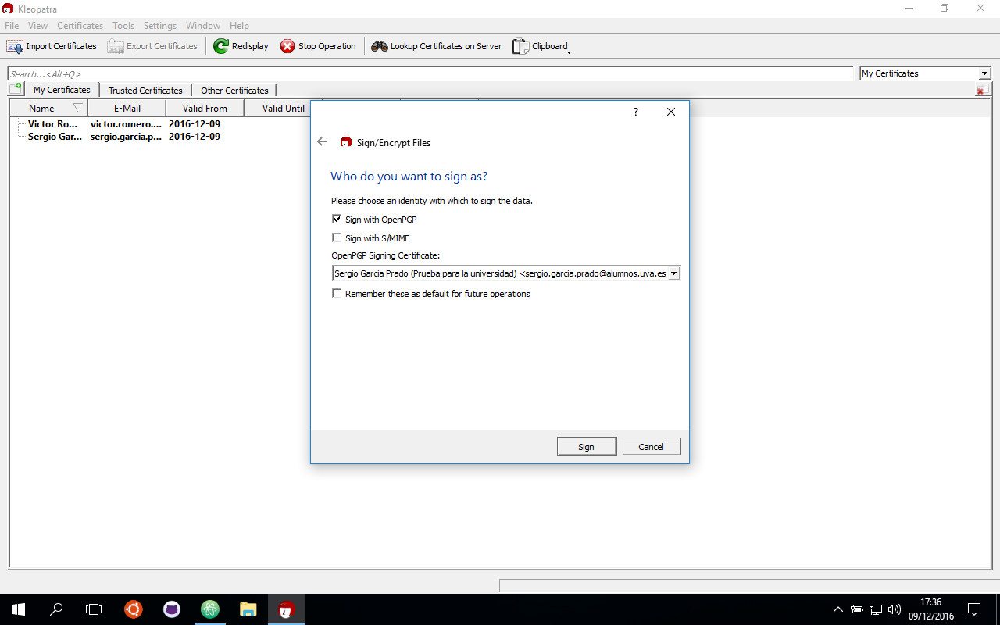 Kleopatra
File View Certificates Tools Settings Window Help
Import Certificates Export Certificates Redisplay Stop Operation Lookup Certificates on Server Clipboard
Search...<Alt+Q> My Certificates
My Certificates Trusted Certificates Other Certificates
Name E-Mail Valid From Valid Until
Victor Ro... victor.romero.... 2016-12-09
Sergio Gar... sergio.garcia.p... 2016-12-09
?
Sign/Encrypt Files
Who do you want to sign as?
Please choose an identity with which to sign the data.
Sign with OpenPGP
Sign with S/MIME
OpenPGP Signing Certificate:
Sergio Garcia Prado (Prueba para la universidad) <sergio.garcia.prado@alumnos.uva.es
Remember these as default for future operations
Sign Cancel
17:36
09/12/2016